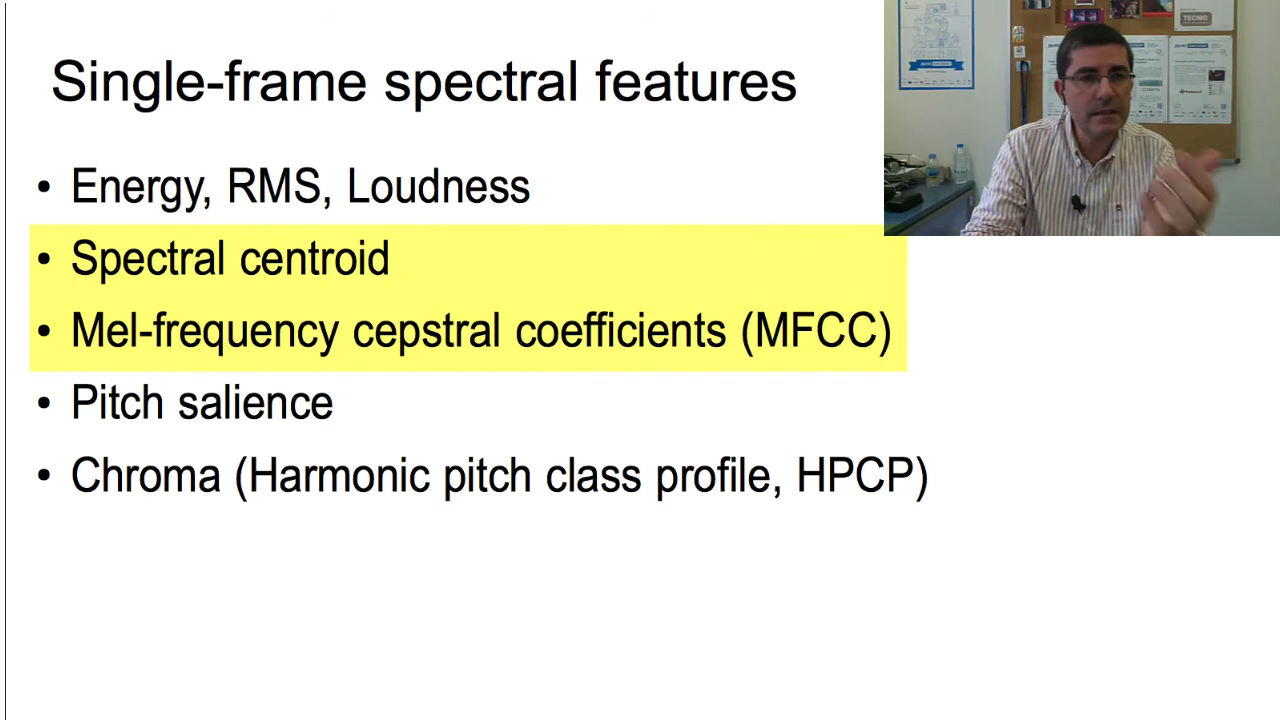 Single-frame spectral features
• Energy, RMS, Loudness
• Spectral centroid
• Mel-frequency cepstral coefficients (MFCC)
• Pitch salience
• Chroma (Harmonic pitch class profile, HPCP)
TECNIO